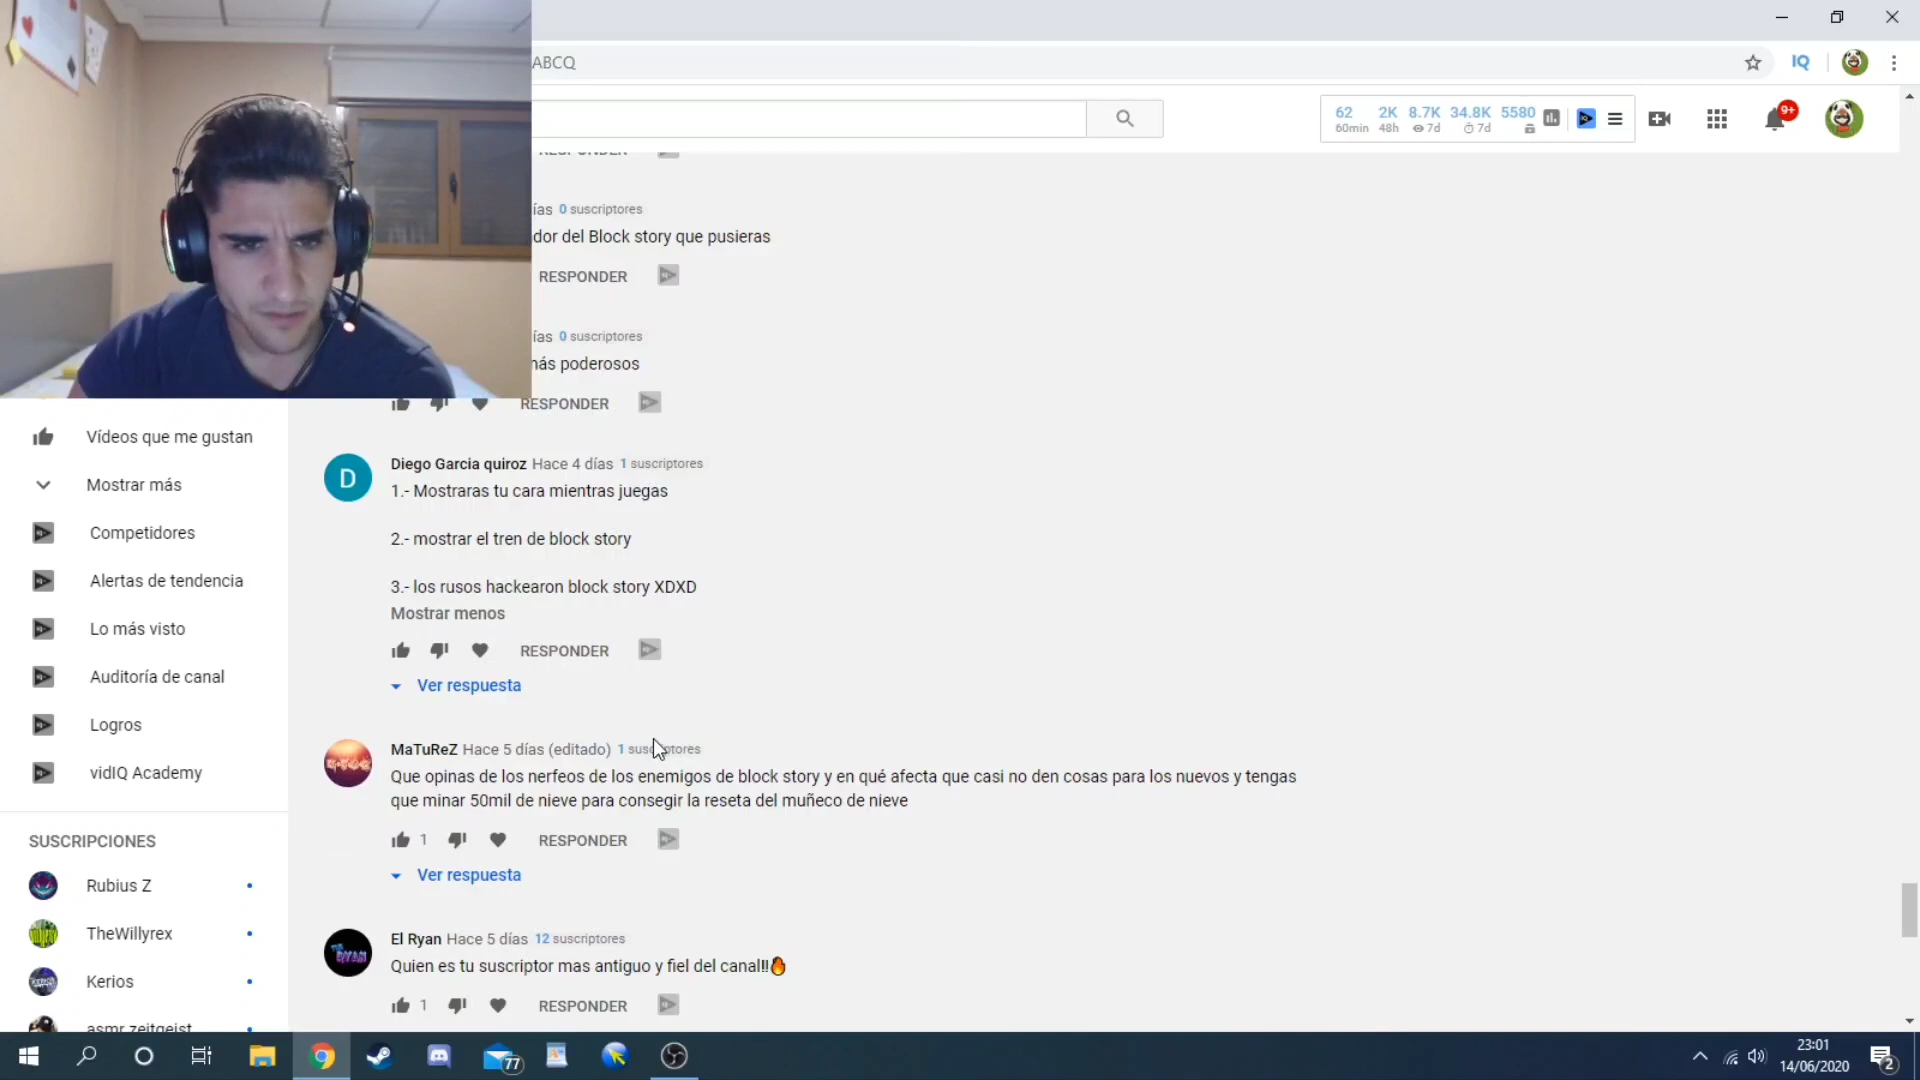 ABCQ
62 2K 8.7K 34.8K 5580
60min 48h 7d 7d
9+
RESPONDER
ías 0 suscriptores
dor del Block story que pusieras
RESPONDER
ías 0 suscriptores
más poderosos
RESPONDER
Diego Garcia quiroz Hace 4 días 1 suscriptores
1.- Mostraras tu cara mientras juegas
2.- mostrar el tren de block story
3.- los rusos hackearon block story XDXD
Mostrar menos
RESPONDER
Ver respuesta
MaTuReZ Hace 5 días (editado) 1 suscriptores
Que opinas de los nerfeos de los enemigos de block story y en qué afecta que casi no den cosas para los nuevos y tengas
que minar 50mil de nieve para consegir la reseta del muñeco de nieve
1 RESPONDER
Ver respuesta
El Ryan Hace 5 días 12 suscriptores
Quien es tu suscriptor mas antiguo y fiel del canal!!🔥
1 RESPONDER
Vídeos que me gustan
Mostrar más
Competidores
Alertas de tendencia
Lo más visto
Auditoría de canal
Logros
vidIQ Academy
SUSCRIPCIONES
Rubius Z
TheWillyrex
Kerios
asmr zeitgeist
77
23:01
14/06/2020
2
IQ